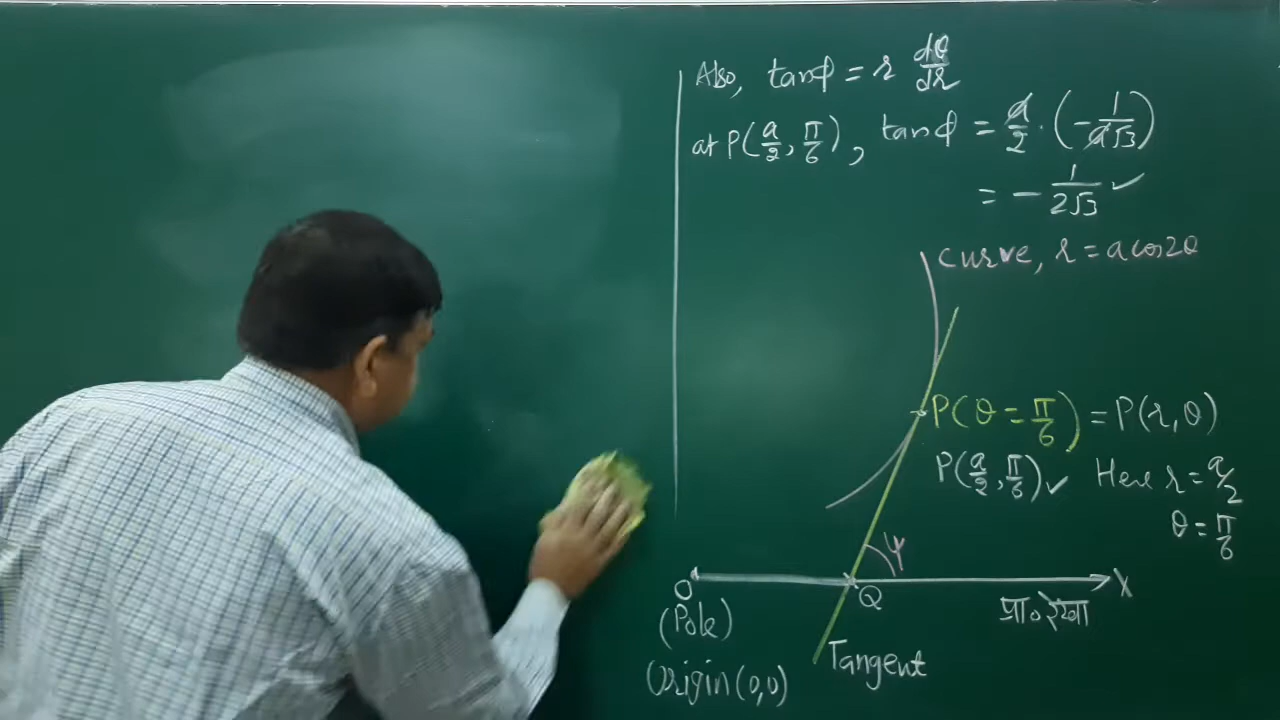 Also, tanϕ = r dθ/dr
at P(a/2, π/6), tanϕ = a/2 · (-1/a√3)
= -1/2√3 ✓
curve, r = a cos2θ
P(θ = π/6) = P(r, θ)
P(a/2, π/6) ✓ Here r = a/2
θ = π/6
ψ
O Q X
(Pole) प्रा॰ रेखा
Origin (0,0) Tangent